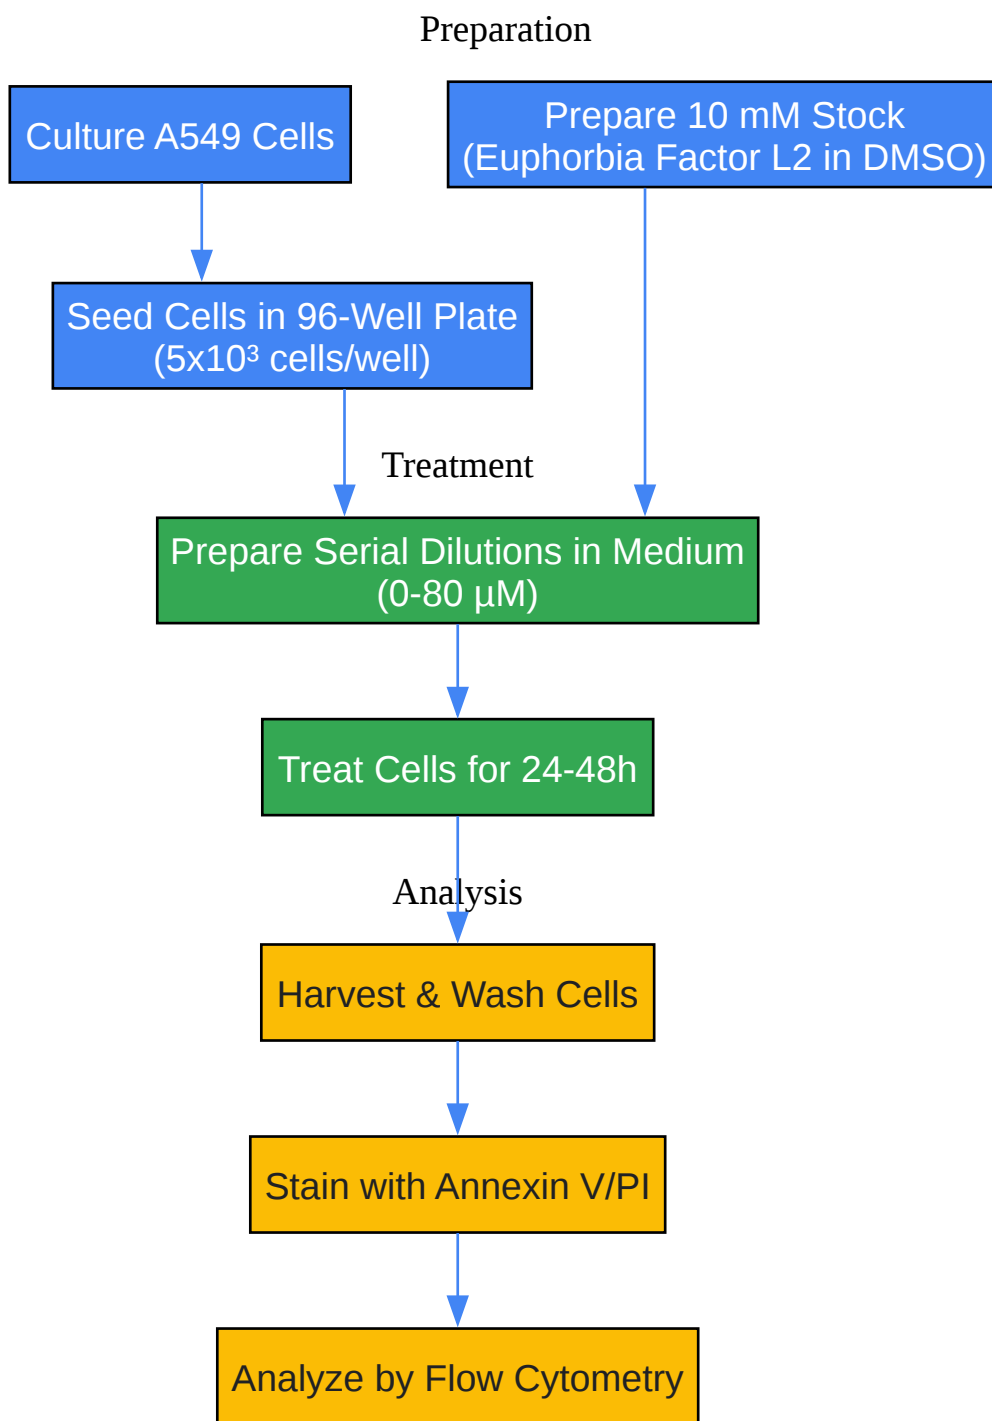 Preparation
Culture A549 Cells
Prepare 10 mM Stock
(Euphorbia Factor L2 in DMSO)
Seed Cells in 96-Well Plate
(5x10³ cells/well)
Treatment
Prepare Serial Dilutions in Medium
(0-80 µM)
Treat Cells for 24-48h
Analysis
Harvest & Wash Cells
Stain with Annexin V/PI
Analyze by Flow Cytometry